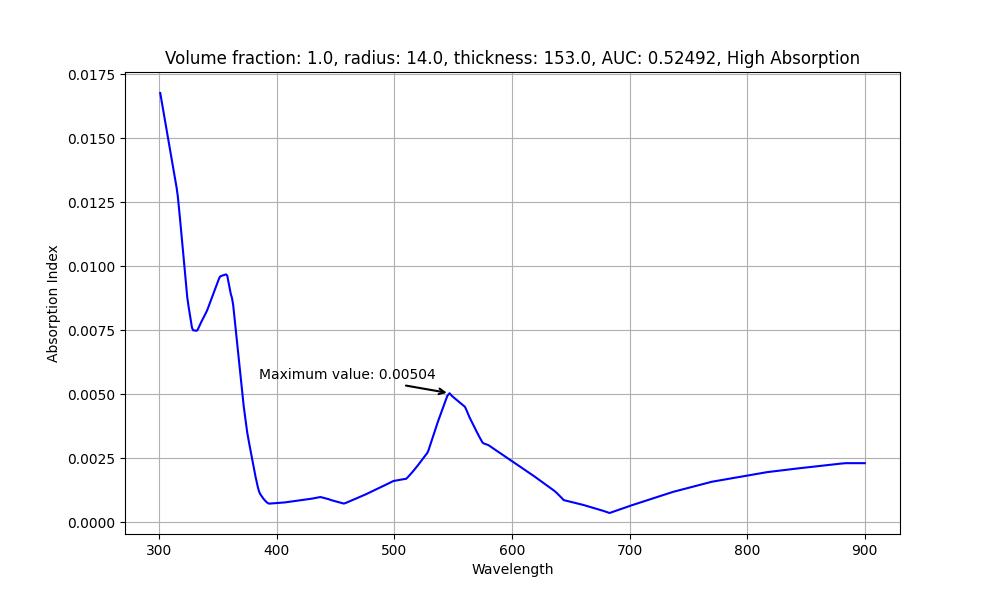 Volume fraction: 1.0, radius: 14.0, thickness: 153.0, AUC: 0.52492, High Absorption
0.0175
0.0150
0.0125
0.0100
0.0075
0.0050
0.0025
0.0000
Absorption Index
Maximum value: 0.00504
300 400 500 600 700 800 900
Wavelength